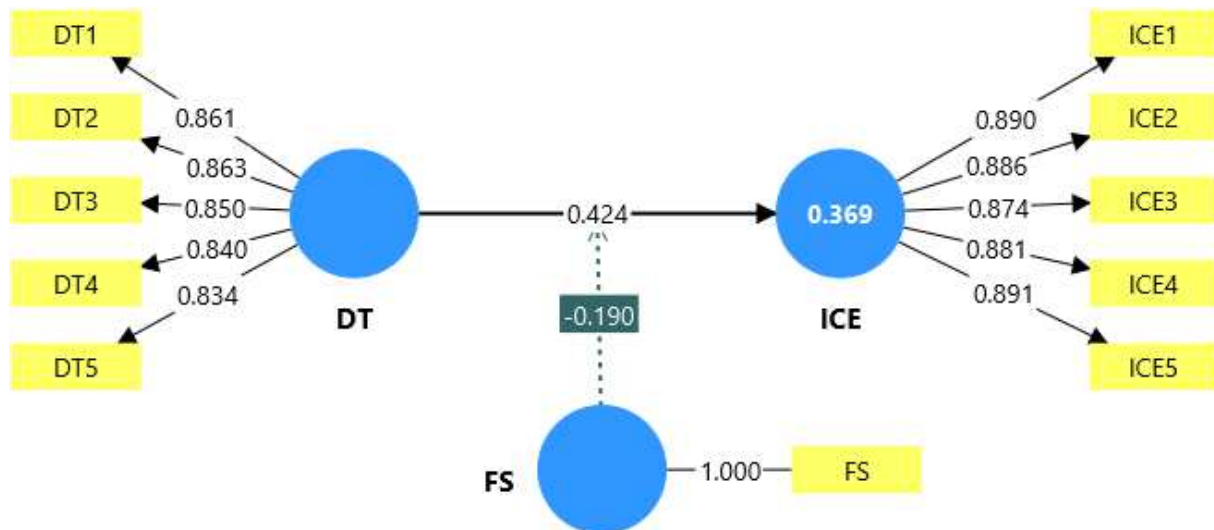 DT1
DT2
DT3
DT4
DT5
0.861
0.863
0.850
0.840
0.834
DT
0.424
-0.190
0.369
ICE
0.890
0.886
0.874
0.881
0.891
ICE1
ICE2
ICE3
ICE4
ICE5
FS
1.000
FS